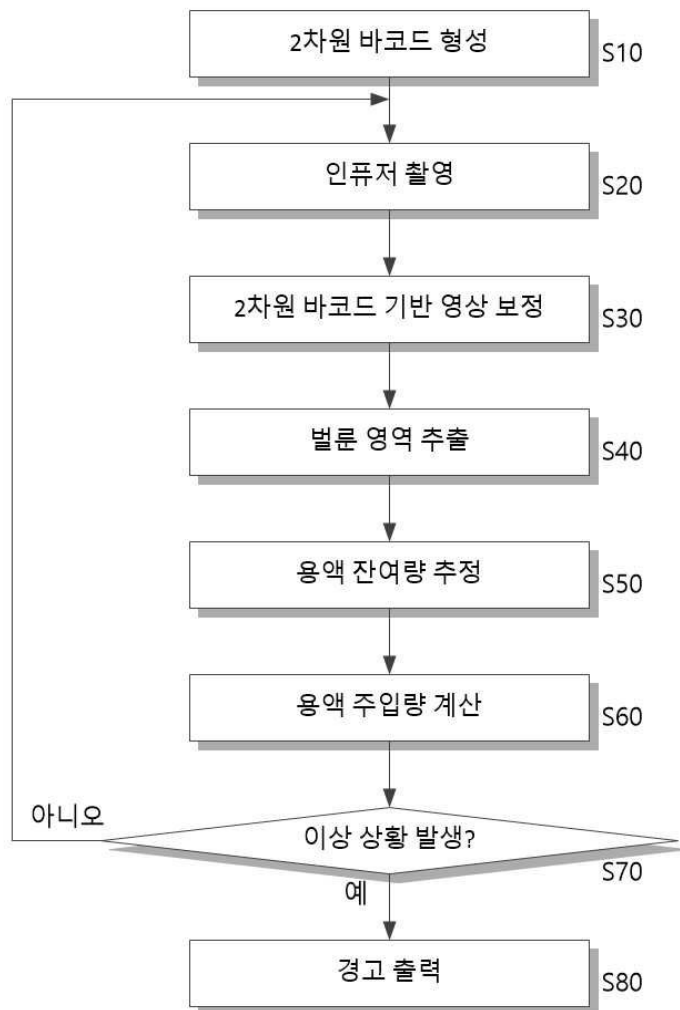 2차원 바코드 형성
S10
인퓨저 촬영
S20
2차원 바코드 기반 영상 보정
S30
벌룬 영역 추출
S40
용액 잔여량 추정
S50
용액 주입량 계산
S60
아니오
이상 상황 발생?
S70
예
경고 출력
S80